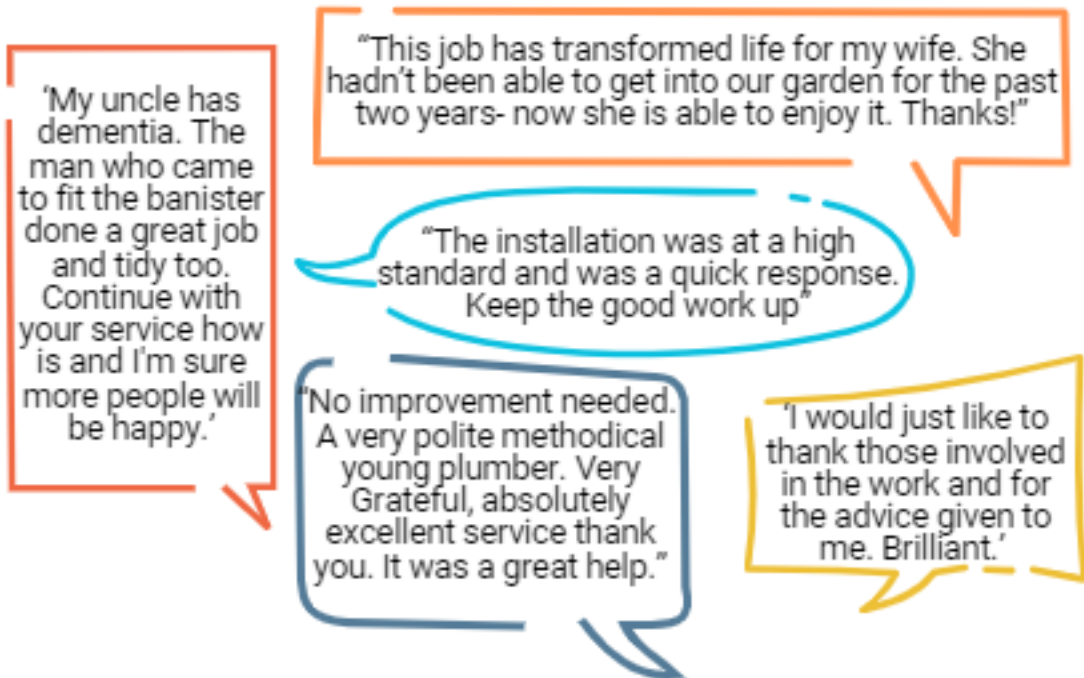 ‘My uncle has
dementia. The
man who came
to fit the banister
done a great job
and tidy too.
Continue with
your service how
is and I'm sure
more people will
be happy.’
“This job has transformed life for my wife. She
hadn’t been able to get into our garden for the past
two years- now she is able to enjoy it. Thanks!”
“The installation was at a high
standard and was a quick response.
Keep the good work up”
“No improvement needed.
A very polite methodical
young plumber. Very
Grateful, absolutely
excellent service thank
you. It was a great help.”
‘I would just like to
thank those involved
in the work and for
the advice given to
me. Brilliant.’